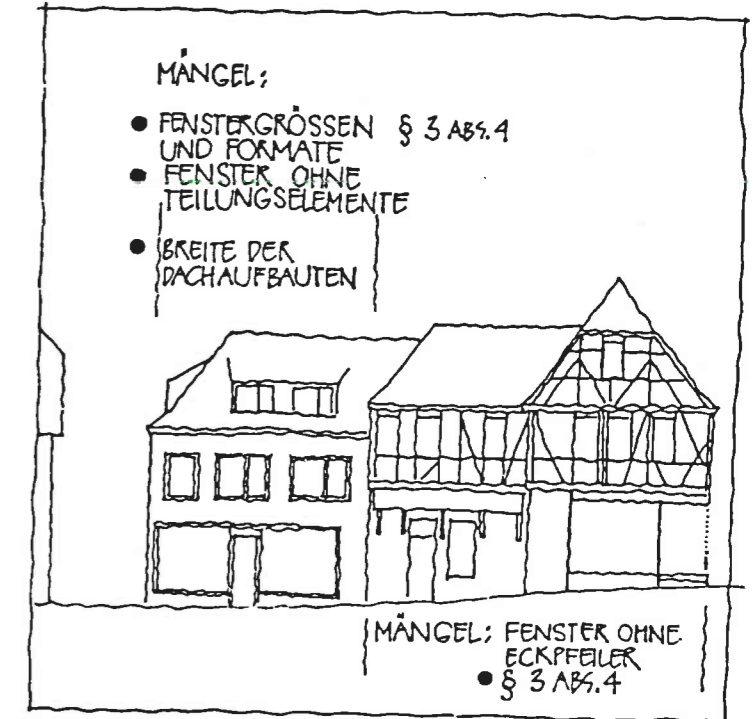 MÄNGEL:
● FENSTERGRÖSSEN § 3 ABS. 4
UND FORMATE
● FENSTER OHNE
TEILUNGSELEMENTE
● BREITE DER
DACHAUFBAUTEN
MÄNGEL: FENSTER OHNE
ECKPFEILER
● § 3 ABS. 4